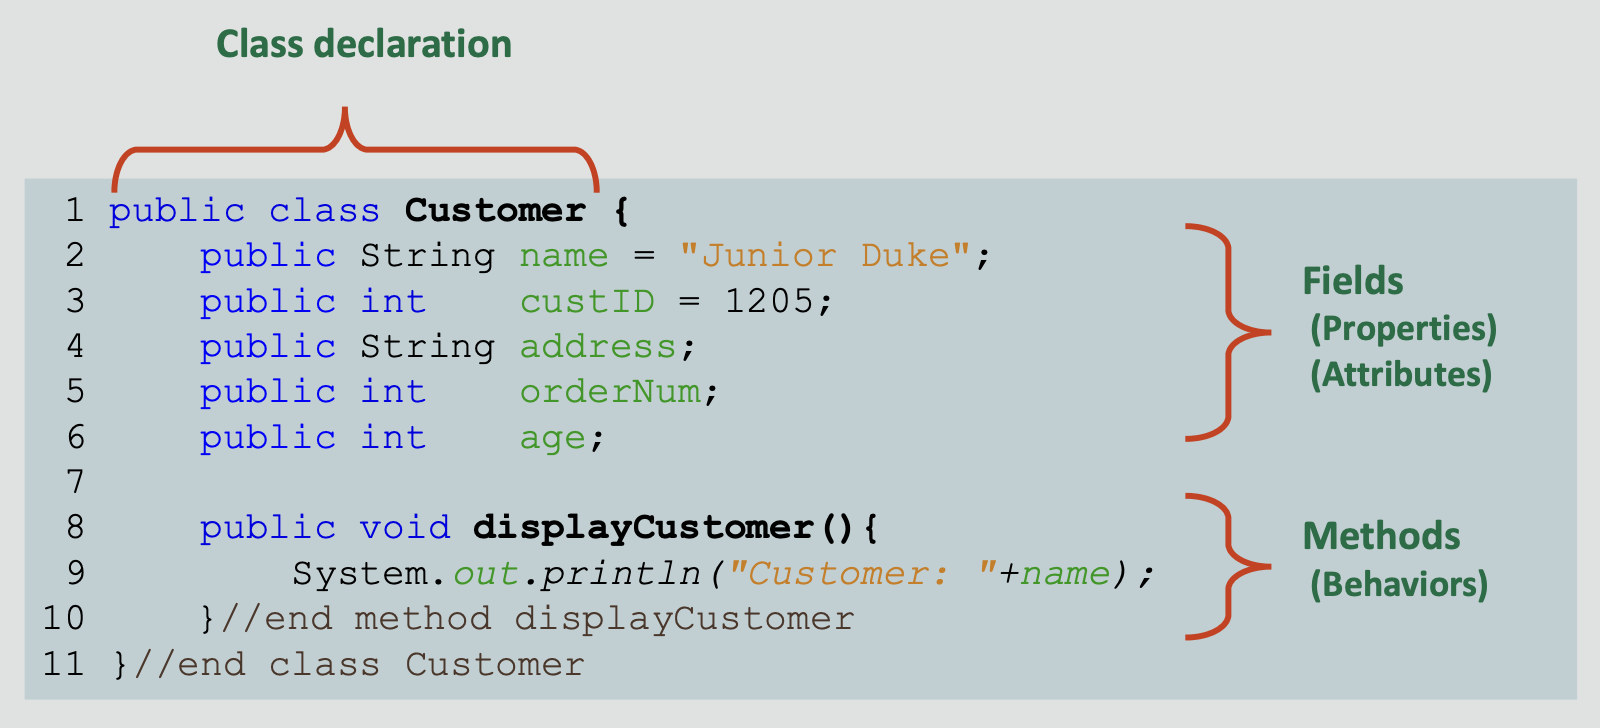 Class declaration
1 public class Customer {
2     public String name = "Junior Duke";
3     public int    custID = 1205;
4     public String address;
5     public int    orderNum;
6     public int    age;
7
8     public void displayCustomer(){
9         System.out.println("Customer: "+name);
10     }//end method displayCustomer
11 }//end class Customer
Fields
(Properties)
(Attributes)
Methods
(Behaviors)